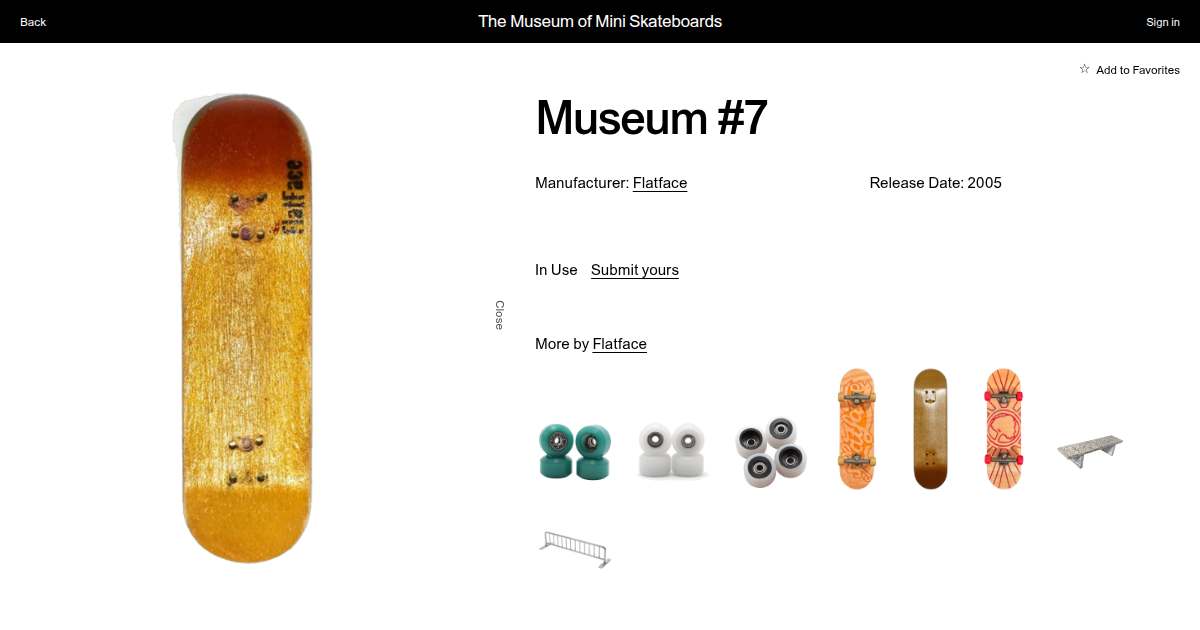 Back
The Museum of Mini Skateboards
Sign in
☆ Add to Favorites
Museum #7
Manufacturer: Flatface
Release Date: 2005
FlatFace
In Use Submit yours
Close
More by Flatface